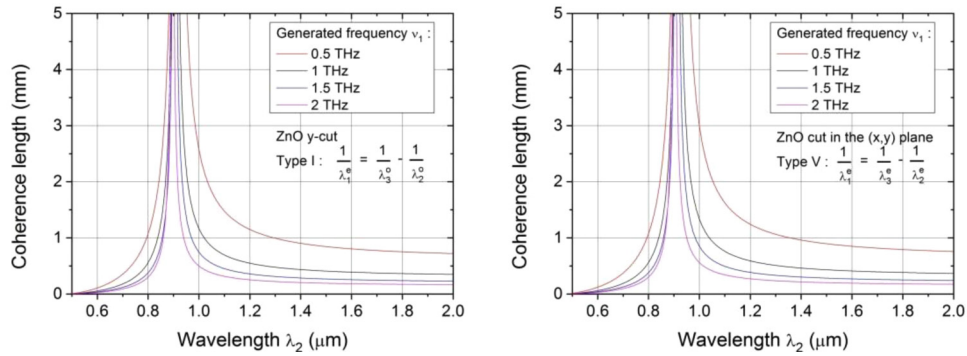 Coherence length (mm)
5
4
3
2
1
0
Generated frequency ν₁ :
0.5 THz
1 THz
1.5 THz
2 THz
ZnO y-cut
Type I : 1/λ₁ᵉ = 1/λ₃ᵒ - 1/λ₂ᵒ
0.6 0.8 1.0 1.2 1.4 1.6 1.8 2.0
Wavelength λ₂ (μm)
Coherence length (mm)
5
4
3
2
1
0
Generated frequency ν₁ :
0.5 THz
1 THz
1.5 THz
2 THz
ZnO cut in the (x,y) plane
Type V : 1/λ₁ᵉ = 1/λ₃ᵉ - 1/λ₂ᵉ
0.6 0.8 1.0 1.2 1.4 1.6 1.8 2.0
Wavelength λ₂ (μm)